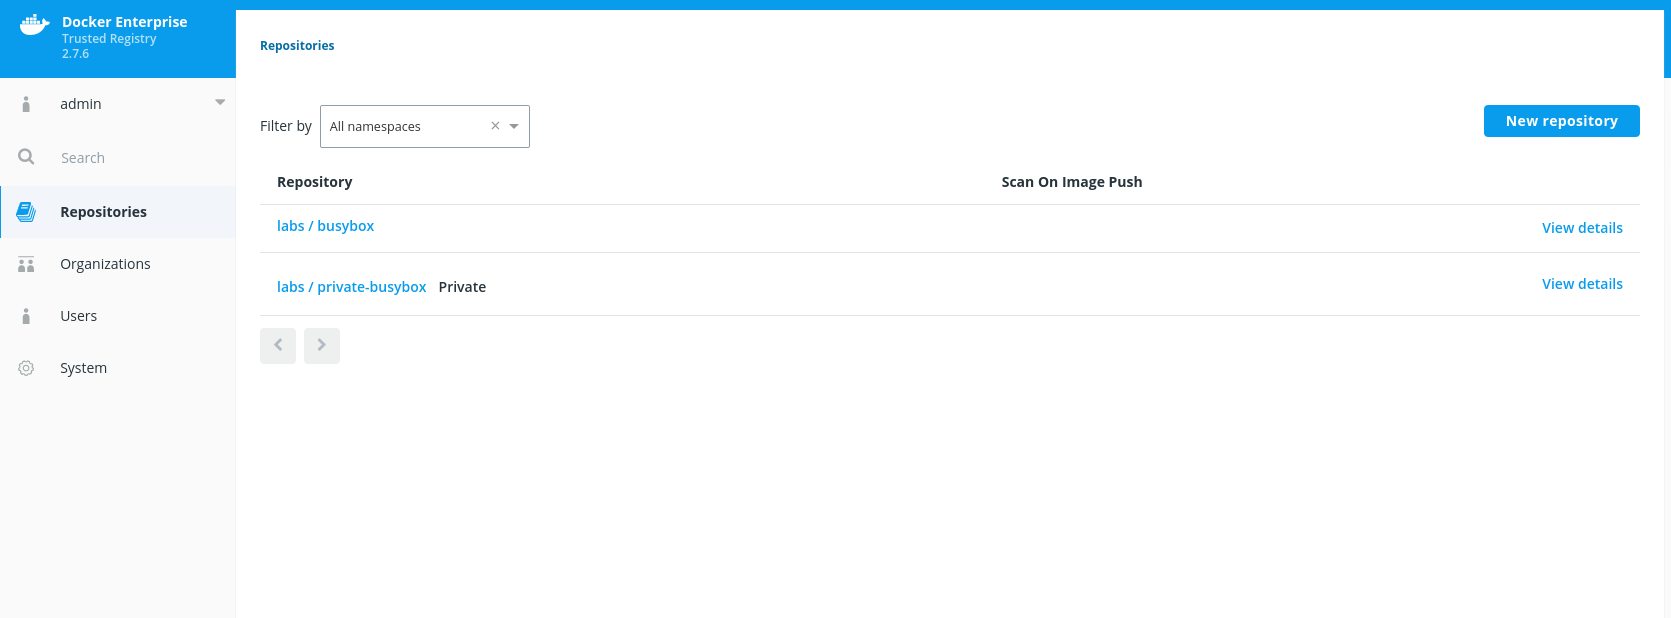 Docker Enterprise
Trusted Registry
2.7.6
admin
Search
Repositories
Organizations
Users
System
Repositories
Filter by All namespaces × New repository
Repository Scan On Image Push
labs / busybox View details
labs / private-busybox Private View details